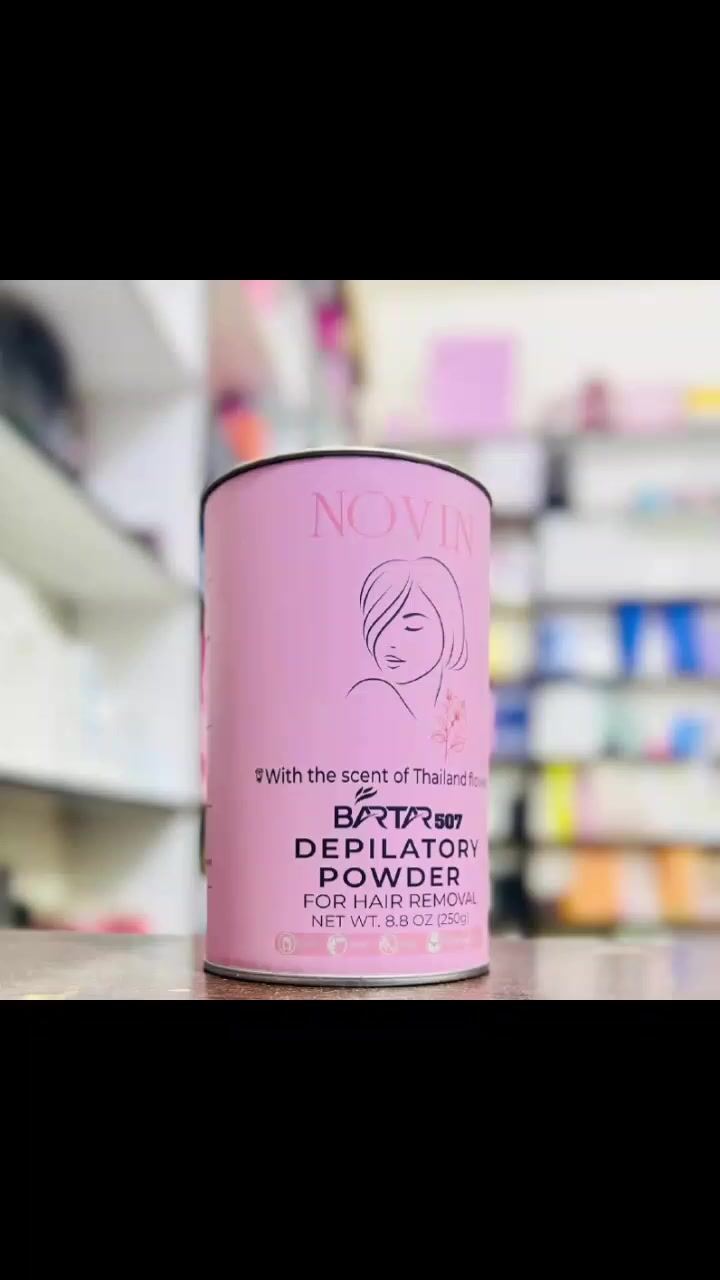 NOVIN
With the scent of Thailand
BARTAR 507
DEPILATORY
POWDER
FOR HAIR REMOVAL
NET WT. 8.8 OZ (250g)